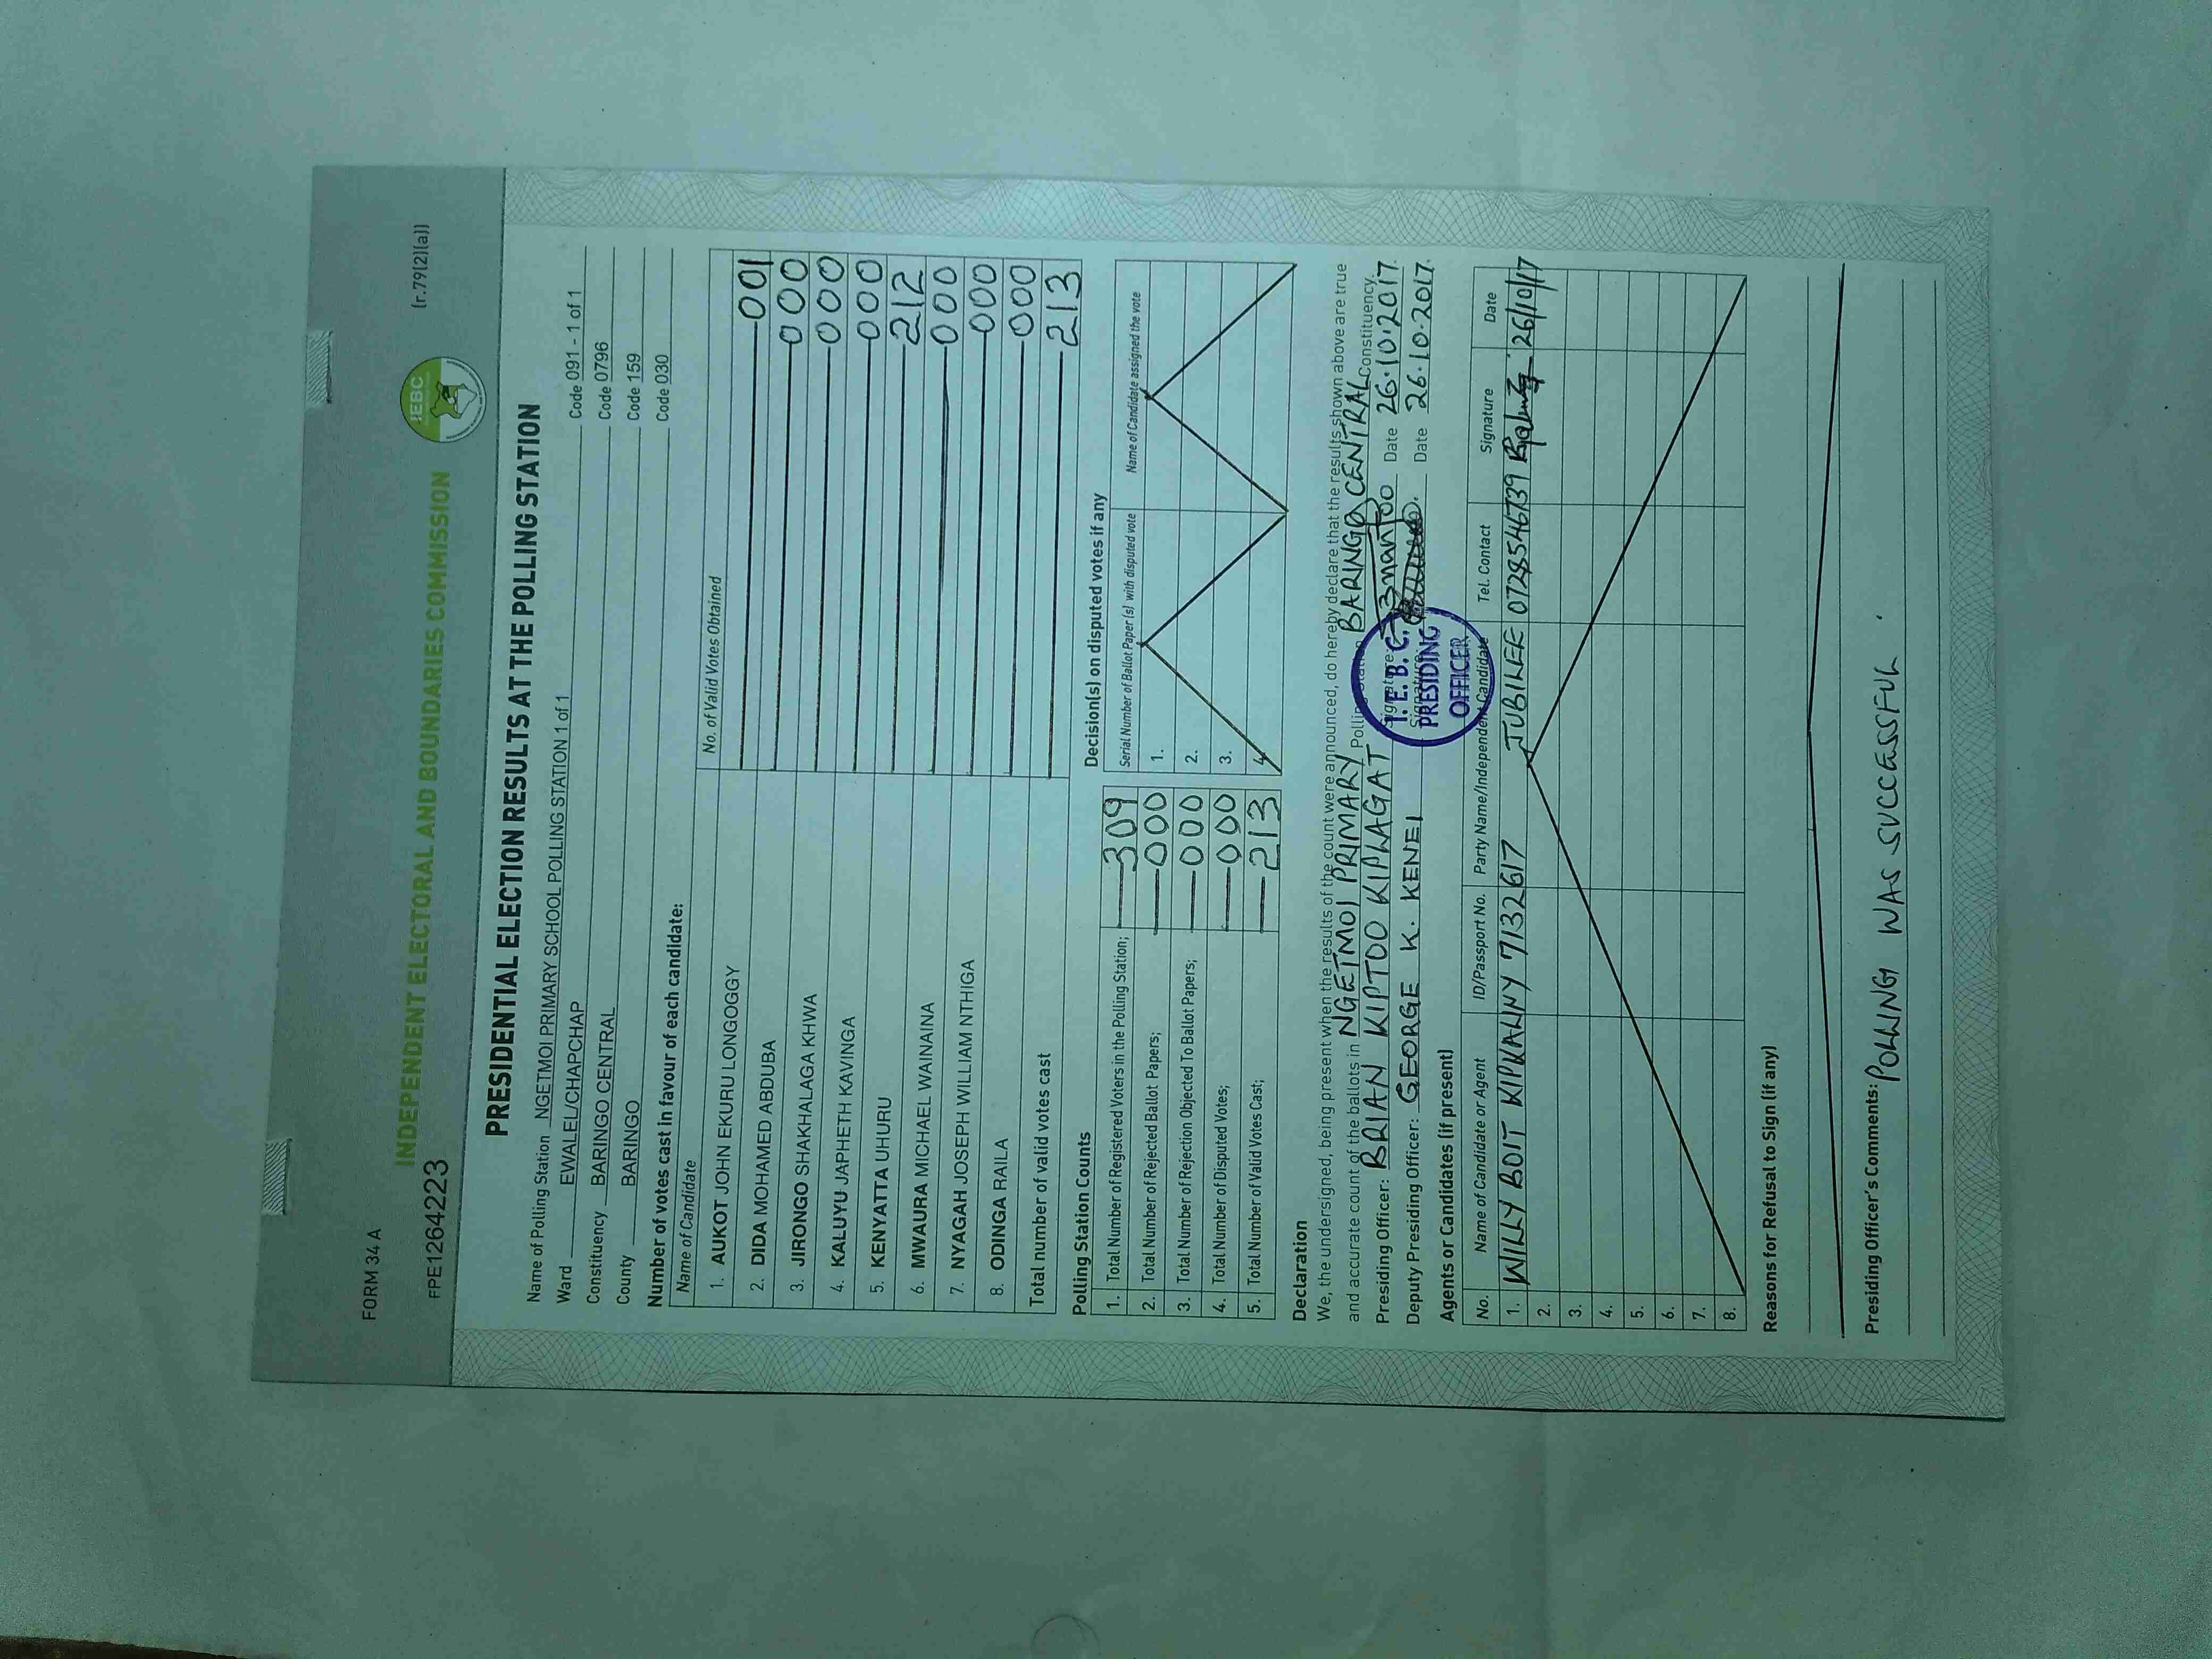 FORM 34 A
(r.79(2)(a))
IEBC
INDEPENDENT ELECTORAL AND BOUNDARIES COMMISSION
FPE12642223
PRESIDENTIAL ELECTION RESULTS AT THE POLLING STATION
Name of Polling Station NGETMOI PRIMARY SCHOOL POLLING STATION 1 of 1 Code 091 - 1 of 1
Ward EWALEL/CHAPCHAP Code 0796
Constituency BARINGO CENTRAL Code 159
County BARINGO Code 030
Number of votes cast in favour of each candidate:
Name of Candidate No. of Valid Votes Obtained
1. AUKOT JOHN EKURU LONGOGGY 001
2. DIDA MOHAMED ABDUBA 000
3. JIRONGO SHAKHALAGA KHWA 000
4. KALUYU JAPHETH KAVINGA 000
5. KENYATTA UHURU 212
6. MWAURA MICHAEL WAINAINA 000
7. NYAGAH JOSEPH WILLIAM NTHIGA 000
8. ODINGA RAILA 000
Total number of valid votes cast 213
Polling Station Counts
1. Total Number of Registered Voters in the Polling Station; 309
2. Total Number of Rejected Ballot Papers; 000
3. Total Number of Rejection Objected To Ballot Papers; 000
4. Total Number of Disputed Votes; 000
5. Total Number of Valid Votes Cast; 213
Decision(s) on disputed votes if any
Serial Number of Ballot Paper (s) with disputed vote Name of Candidate assigned the vote
1.
2.
3.
4.
Declaration
We, the undersigned, being present when the results of the count were announced, do hereby declare that the results shown above are true
and accurate count of the ballots in NGETMOI PRIMARY Polling Station BARINGO CENTRAL Constituency.
Presiding Officer: BRIAN KIPTOO KIPLAGAT Signature: Date 26.10.2017.
Deputy Presiding Officer: GEORGE K. KENEI Signature: Date 26.10.2017.
I. E. B. C.
PRESIDING
OFFICER
Agents or Candidates (if present)
No. Name of Candidate or Agent ID/Passport No. Party Name/Independent Candidate Tel. Contact Signature Date
1. WILLY BOIT KIPKALNY 7132617 JUBILEE 0728546739 26/10/17
2.
3.
4.
5.
6.
7.
8.
Reasons for Refusal to Sign (if any)
Presiding Officer's Comments: POLLING WAS SUCCESSFUL.